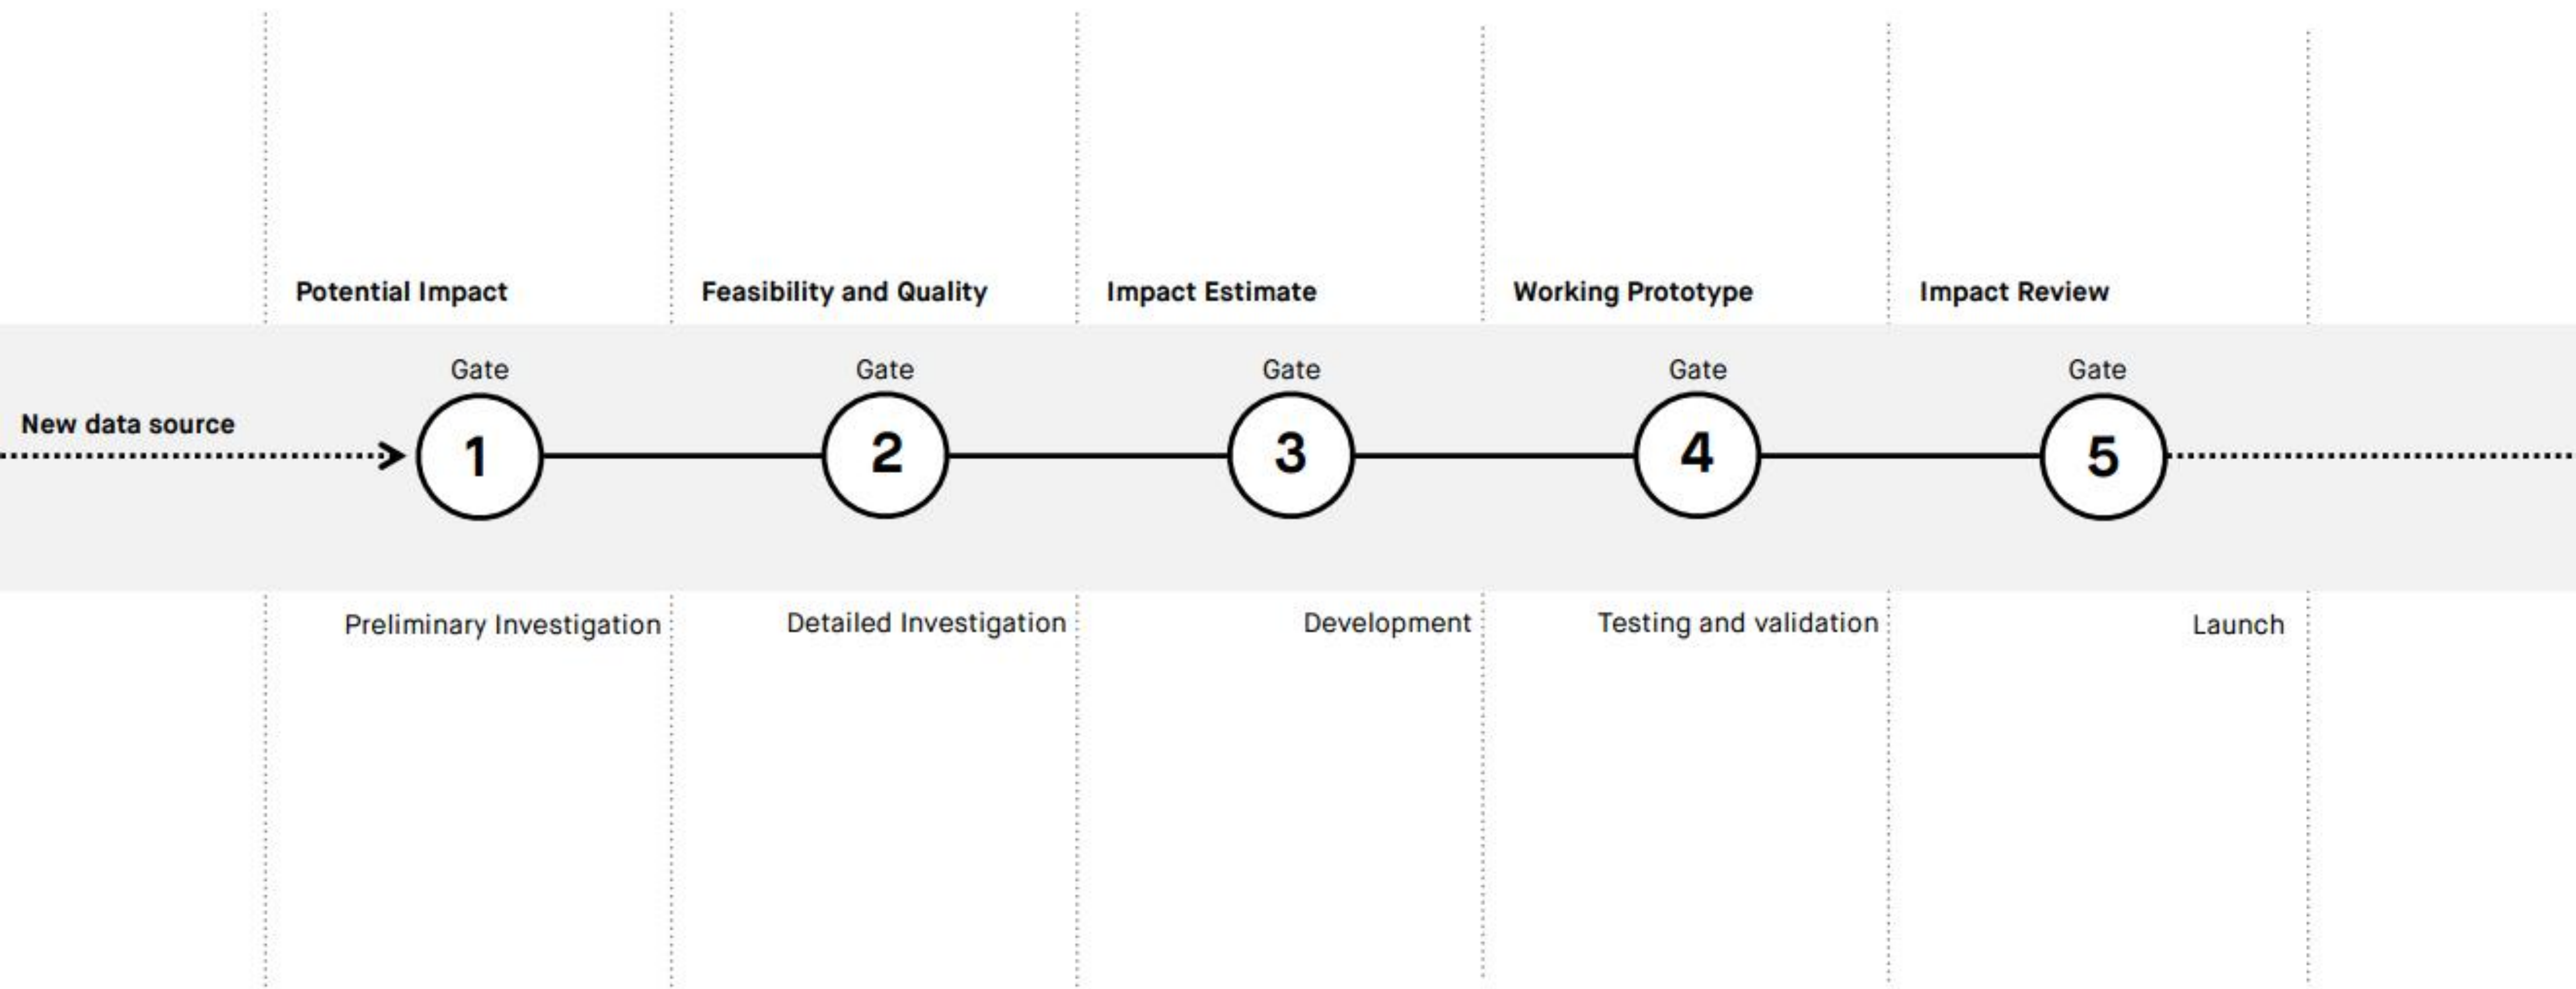 Potential Impact
Feasibility and Quality
Impact Estimate
Working Prototype
Impact Review
Gate
Gate
Gate
Gate
Gate
New data source
1
2
3
4
5
Preliminary Investigation
Detailed Investigation
Development
Testing and validation
Launch